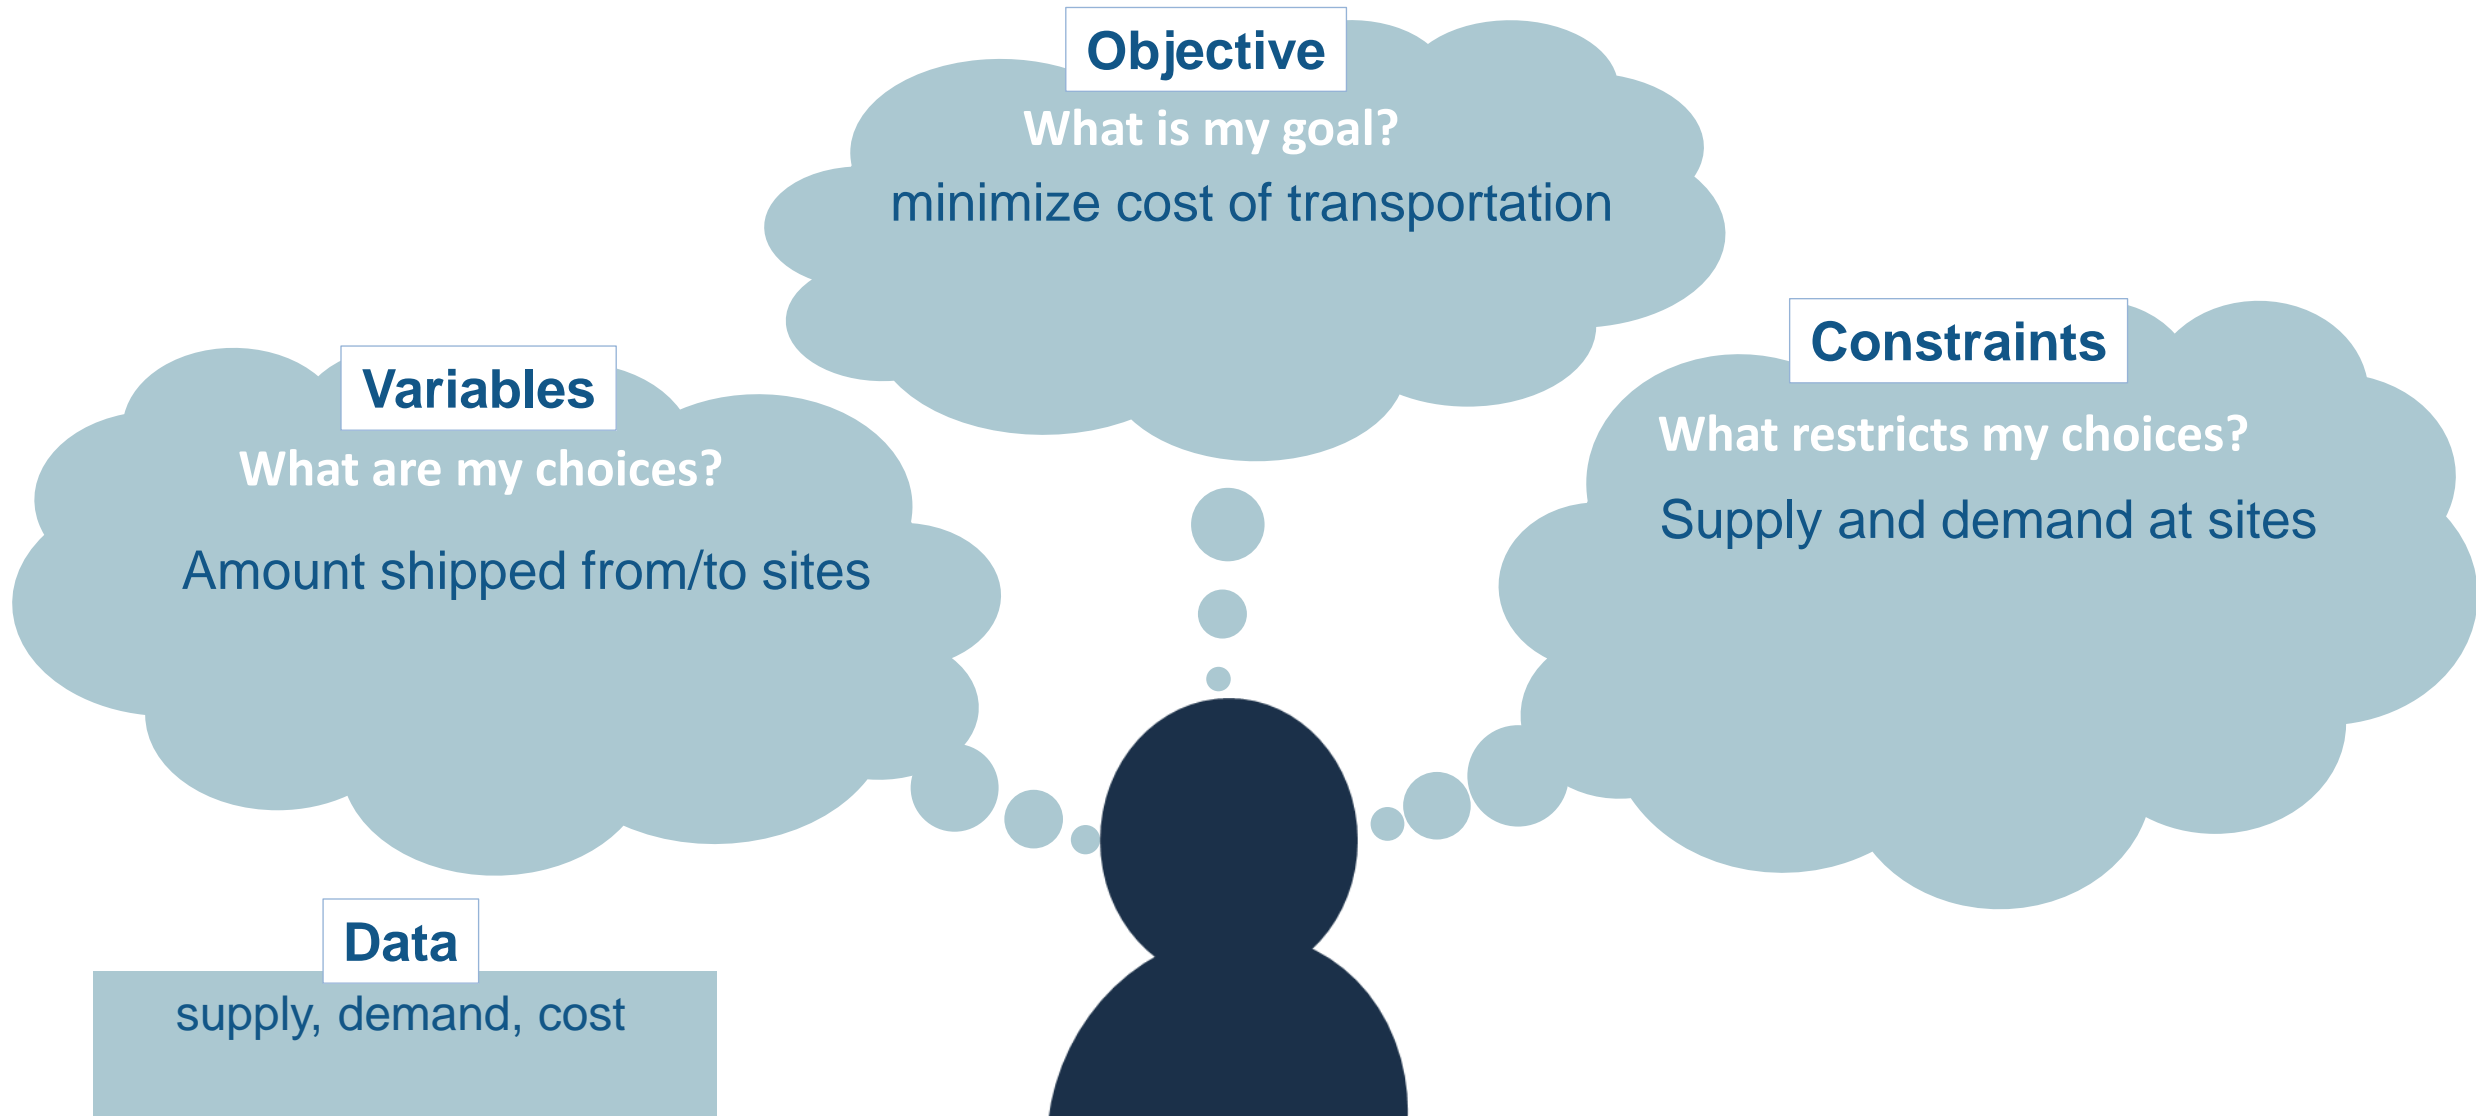 Objective
What is my goal?
minimize cost of transportation
Variables
What are my choices?
Amount shipped from/to sites
Constraints
What restricts my choices?
Supply and demand at sites
Data
supply, demand, cost